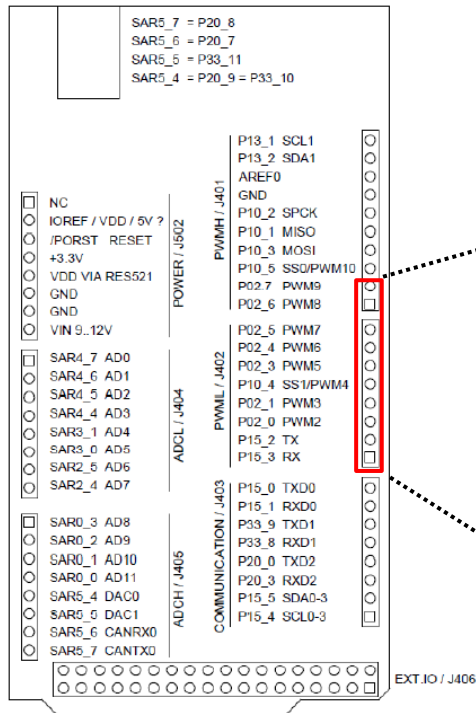 SAR5_7 = P20_8
SAR5_6 = P20_7
SAR5_5 = P33_11
SAR5_4 = P20_9 = P33_10
NC
IOREF / VDD / 5V ?
/PORST RESET
+3.3V
VDD VIA RES521
GND
GND
VIN 9..12V
POWER / J502
SAR4_7 AD0
SAR4_6 AD1
SAR4_5 AD2
SAR4_4 AD3
SAR3_1 AD4
SAR3_0 AD5
SAR2_5 AD6
SAR2_4 AD7
ADCL / J404
SAR0_3 AD8
SAR0_2 AD9
SAR0_1 AD10
SAR0_0 AD11
SAR5_4 DAC0
SAR5_5 DAC1
SAR5_6 CANRX0
SAR5_7 CANTX0
ADCH / J405
PWMH / J401
P13_1 SCL1
P13_2 SDA1
AREF0
GND
P10_2 SPCK
P10_1 MISO
P10_3 MOSI
P10_5 SS0/PWM10
P02.7 PWM9
P02_6 PWM8
PWML / J402
P02_5 PWM7
P02_4 PWM6
P02_3 PWM5
P10_4 SS1/PWM4
P02_1 PWM3
P02_0 PWM2
P15_2 TX
P15_3 RX
COMMUNICATION / J403
P15_0 TXD0
P15_1 RXD0
P33_9 TXD1
P33_8 RXD1
P20_0 TXD2
P20_3 RXD2
P15_5 SDA0-3
P15_4 SCL0-3
EXT.IO / J406